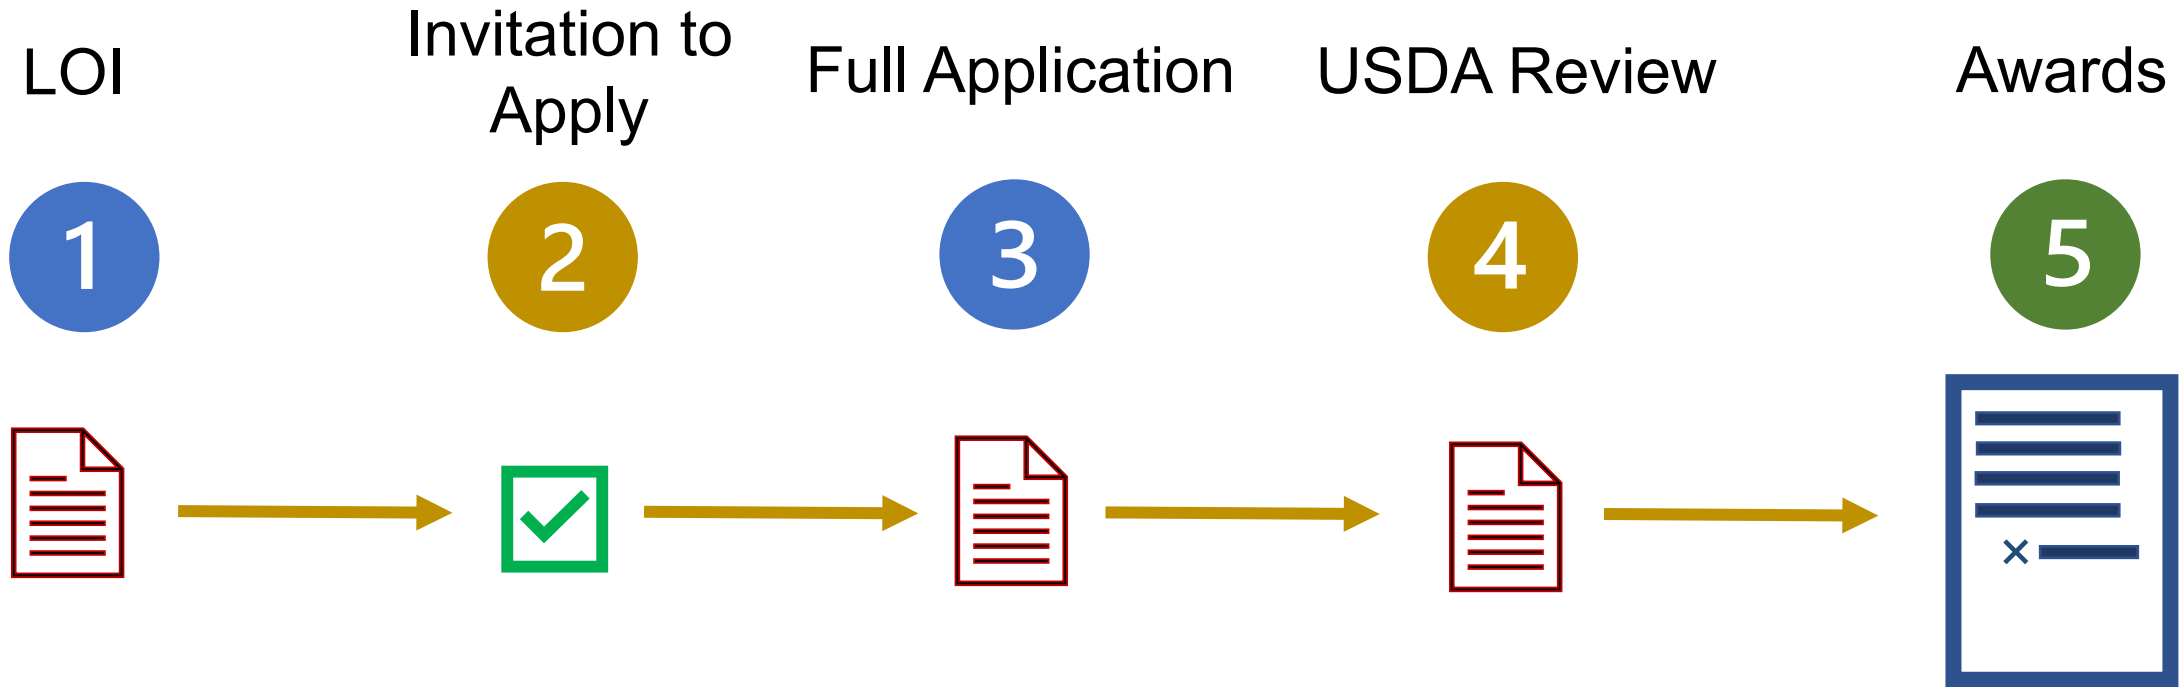 LOI
Invitation to
Apply
Full Application
USDA Review
Awards
1
2
3
4
5